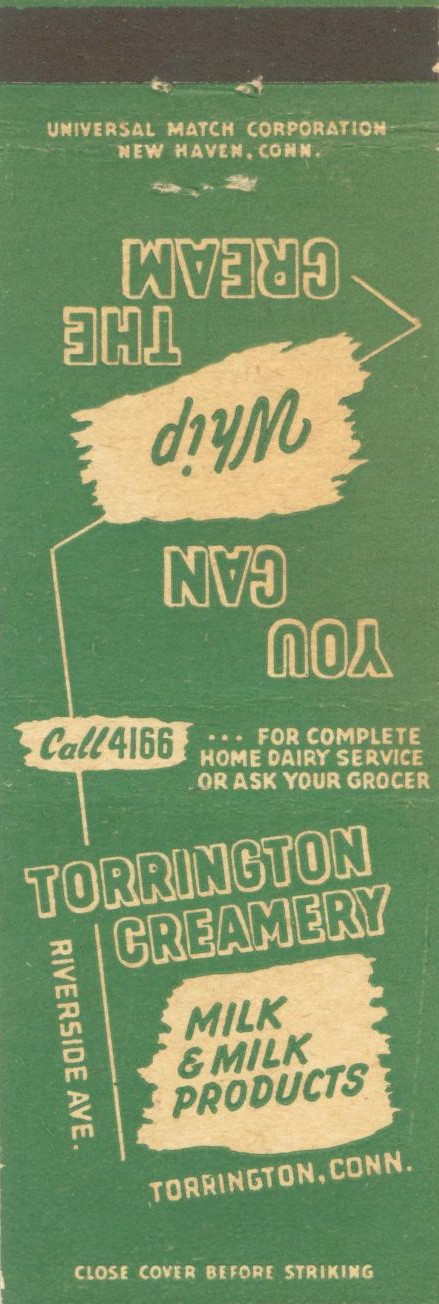 UNIVERSAL MATCH CORPORATION
NEW HAVEN, CONN.
YOU
CAN
Whip
THE
CREAM
Call 4166
... FOR COMPLETE
HOME DAIRY SERVICE
OR ASK YOUR GROCER
TORRINGTON
CREAMERY
RIVERSIDE AVE.
MILK
& MILK
PRODUCTS
TORRINGTON, CONN.
CLOSE COVER BEFORE STRIKING